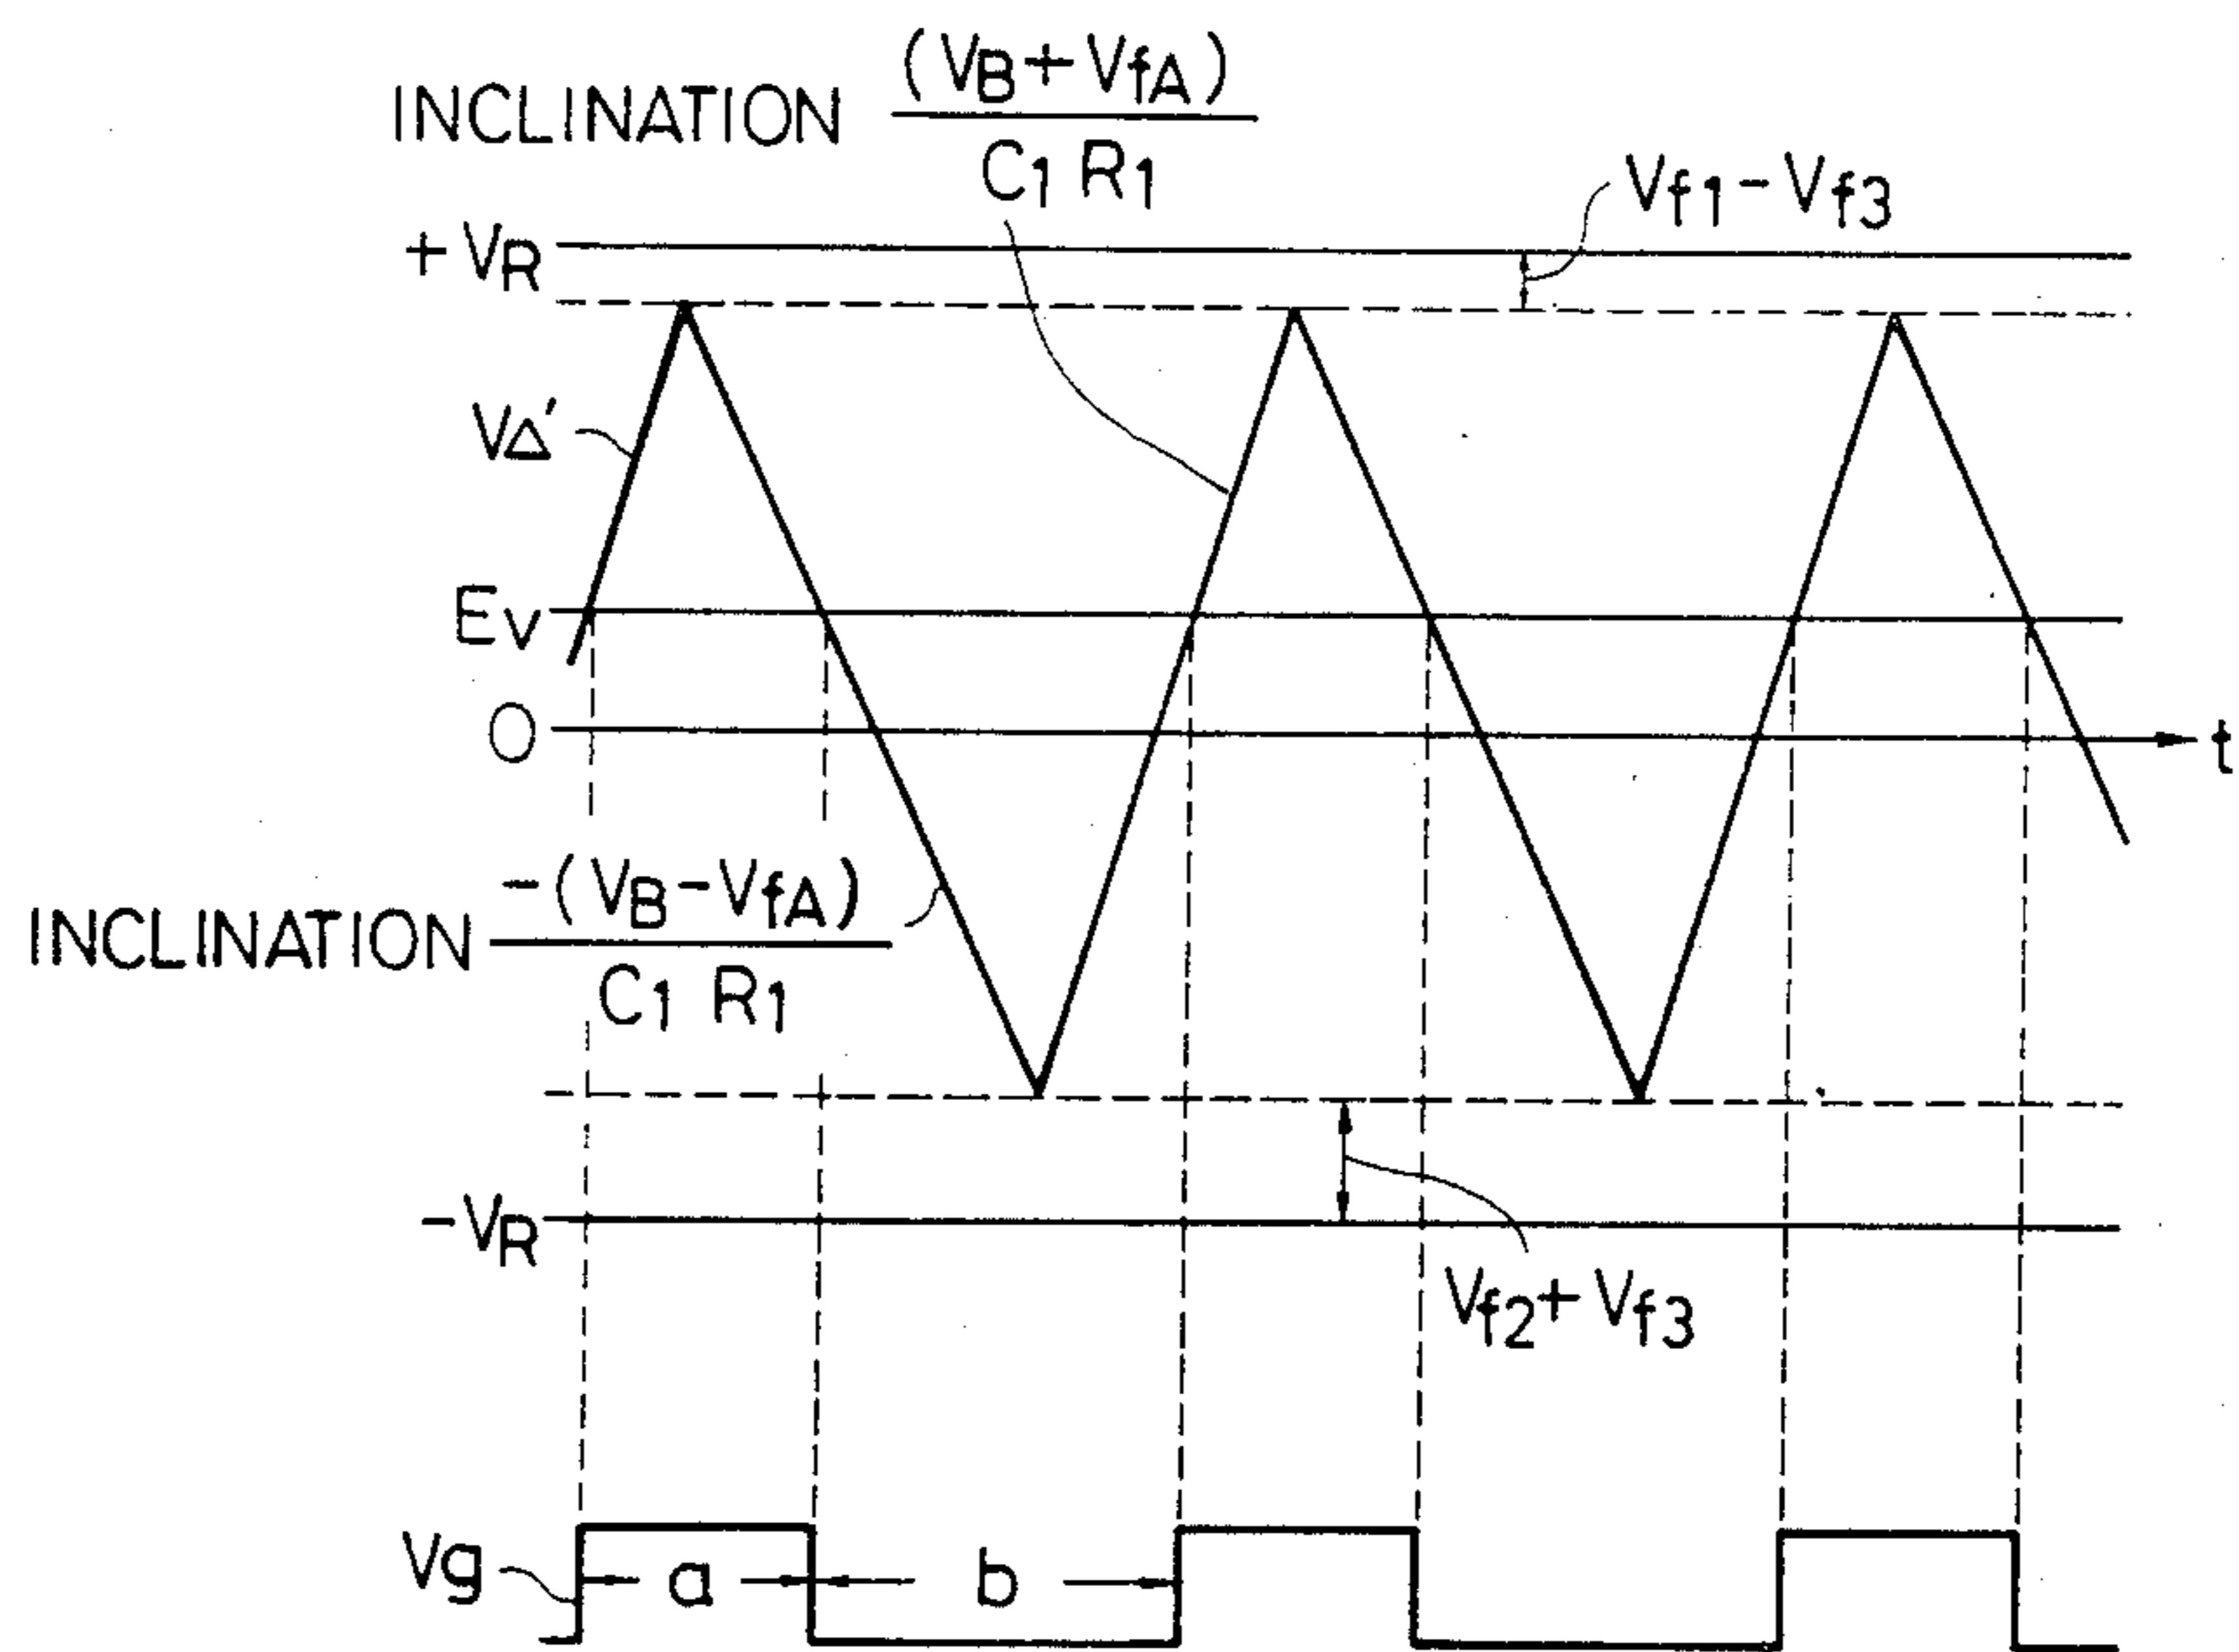 INCLINATION (VB+VfA)
C1 R1
Vf1-Vf3
+VR
VΔ'
Ev
O
t
INCLINATION -(VB-VfA)
C1 R1
-VR
Vf2+Vf3
Vg
a
b